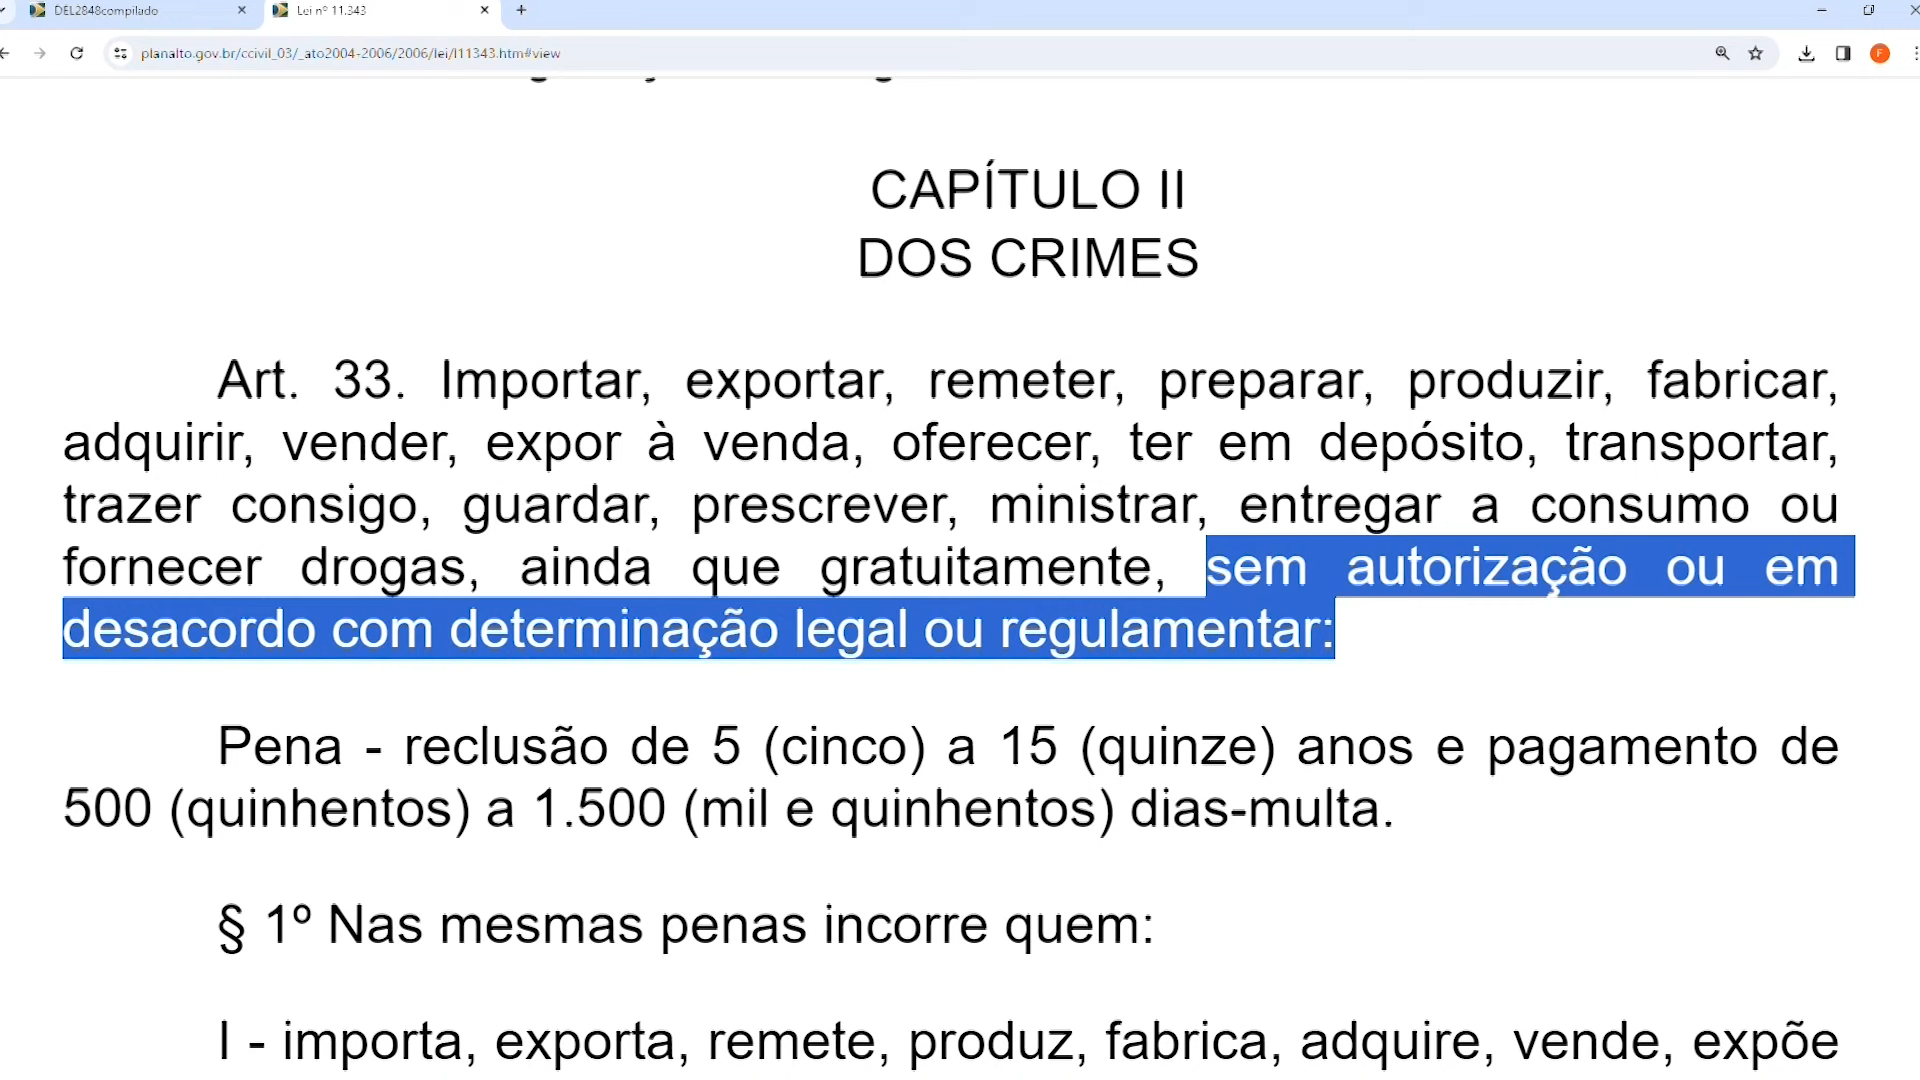 DEL2848compilado
Lei nº 11.343
planalto.gov.br/ccivil_03/_ato2004-2006/2006/lei/l11343.htm#view
F
CAPÍTULO II
DOS CRIMES
Art. 33. Importar, exportar, remeter, preparar, produzir, fabricar,
adquirir, vender, expor à venda, oferecer, ter em depósito, transportar,
trazer consigo, guardar, prescrever, ministrar, entregar a consumo ou
fornecer drogas, ainda que gratuitamente, sem autorização ou em
desacordo com determinação legal ou regulamentar:
Pena - reclusão de 5 (cinco) a 15 (quinze) anos e pagamento de
500 (quinhentos) a 1.500 (mil e quinhentos) dias-multa.
§ 1º Nas mesmas penas incorre quem:
I - importa, exporta, remete, produz, fabrica, adquire, vende, expõe